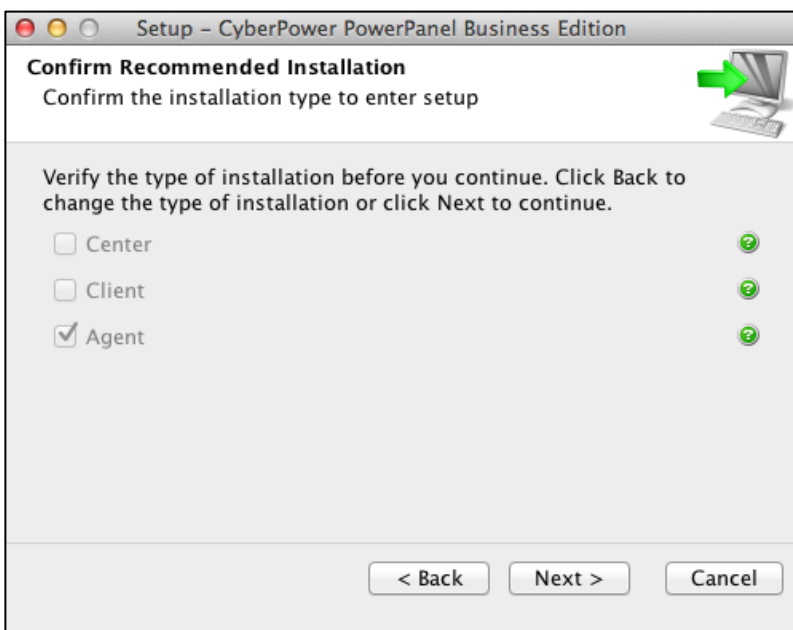 Setup – CyberPower PowerPanel Business Edition
Confirm Recommended Installation
Confirm the installation type to enter setup
Verify the type of installation before you continue. Click Back to
change the type of installation or click Next to continue.
Center
?
Client
?
Agent
?
< Back
Next >
Cancel